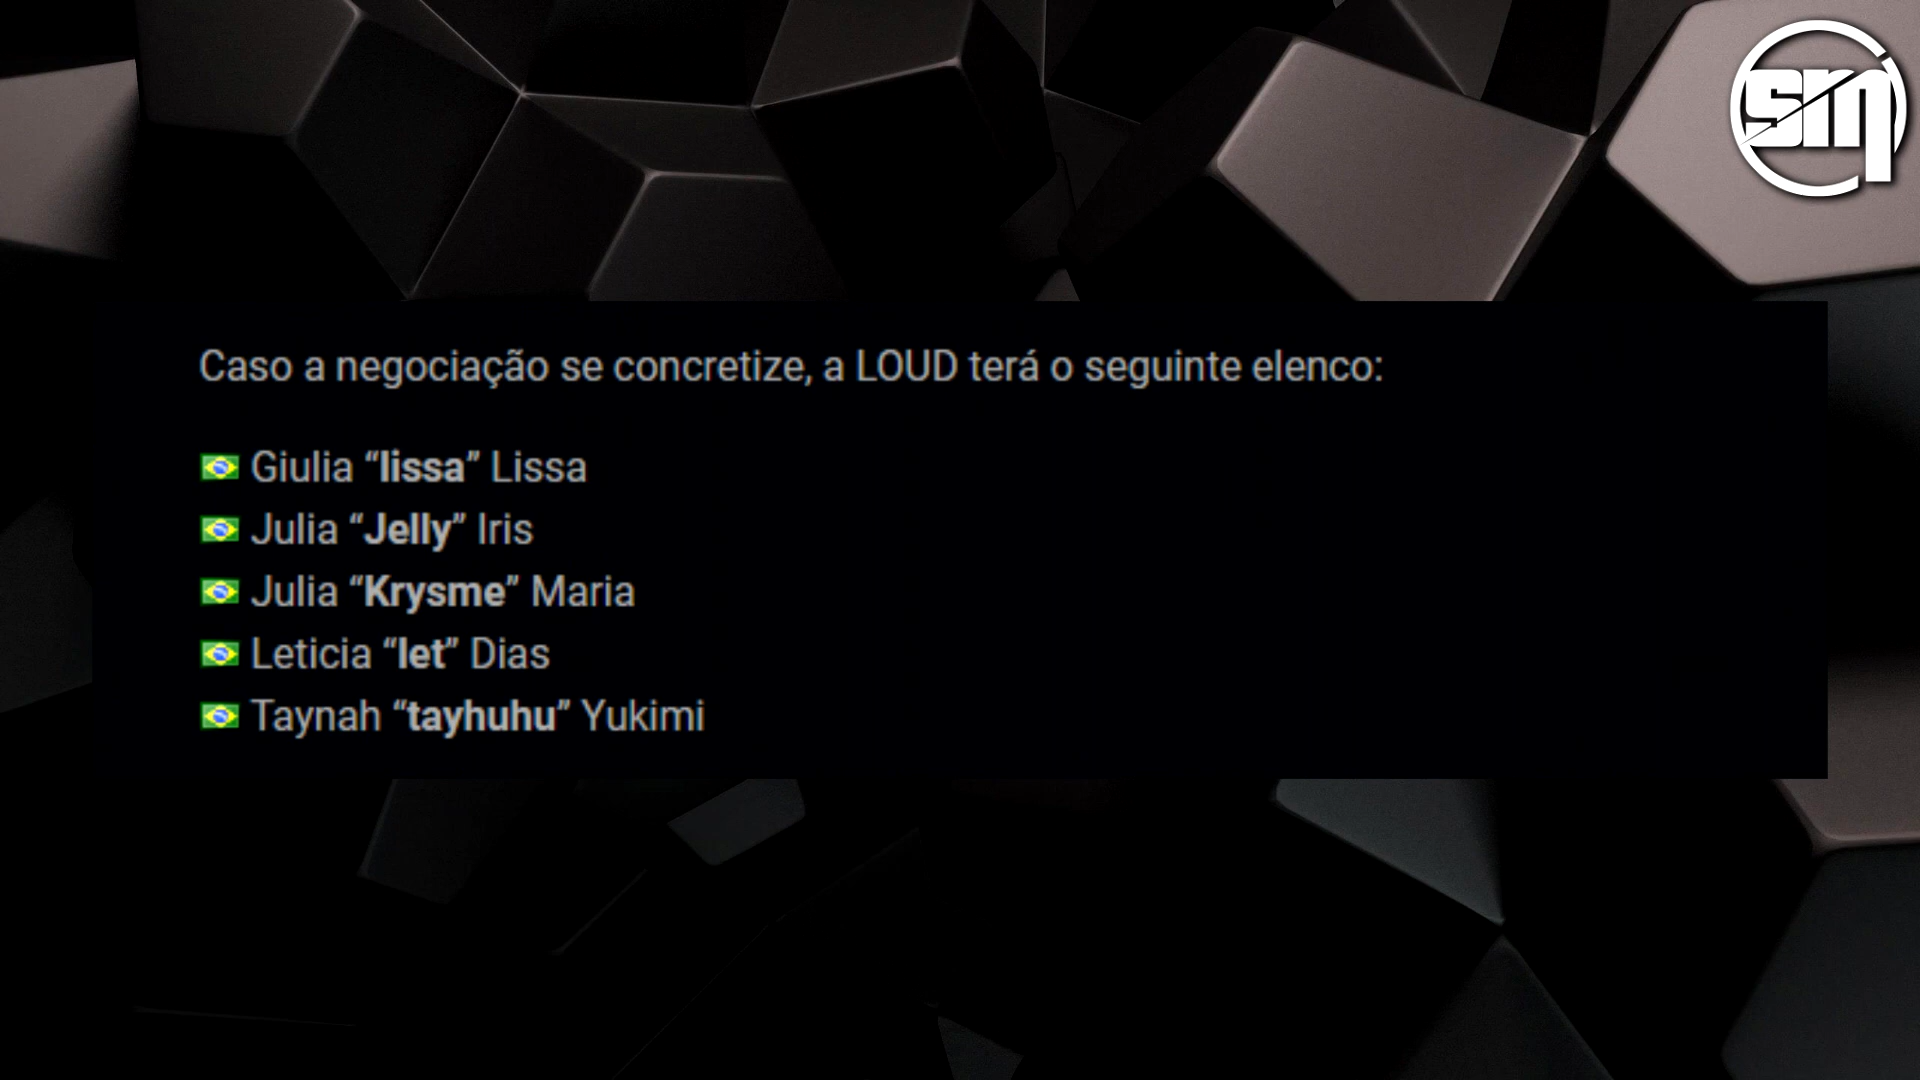 sm
Caso a negociação se concretize, a LOUD terá o seguinte elenco:
Giulia “lissa” Lissa
Julia “Jelly” Iris
Julia “Krysme” Maria
Leticia “let” Dias
Taynah “tayhuhu” Yukimi